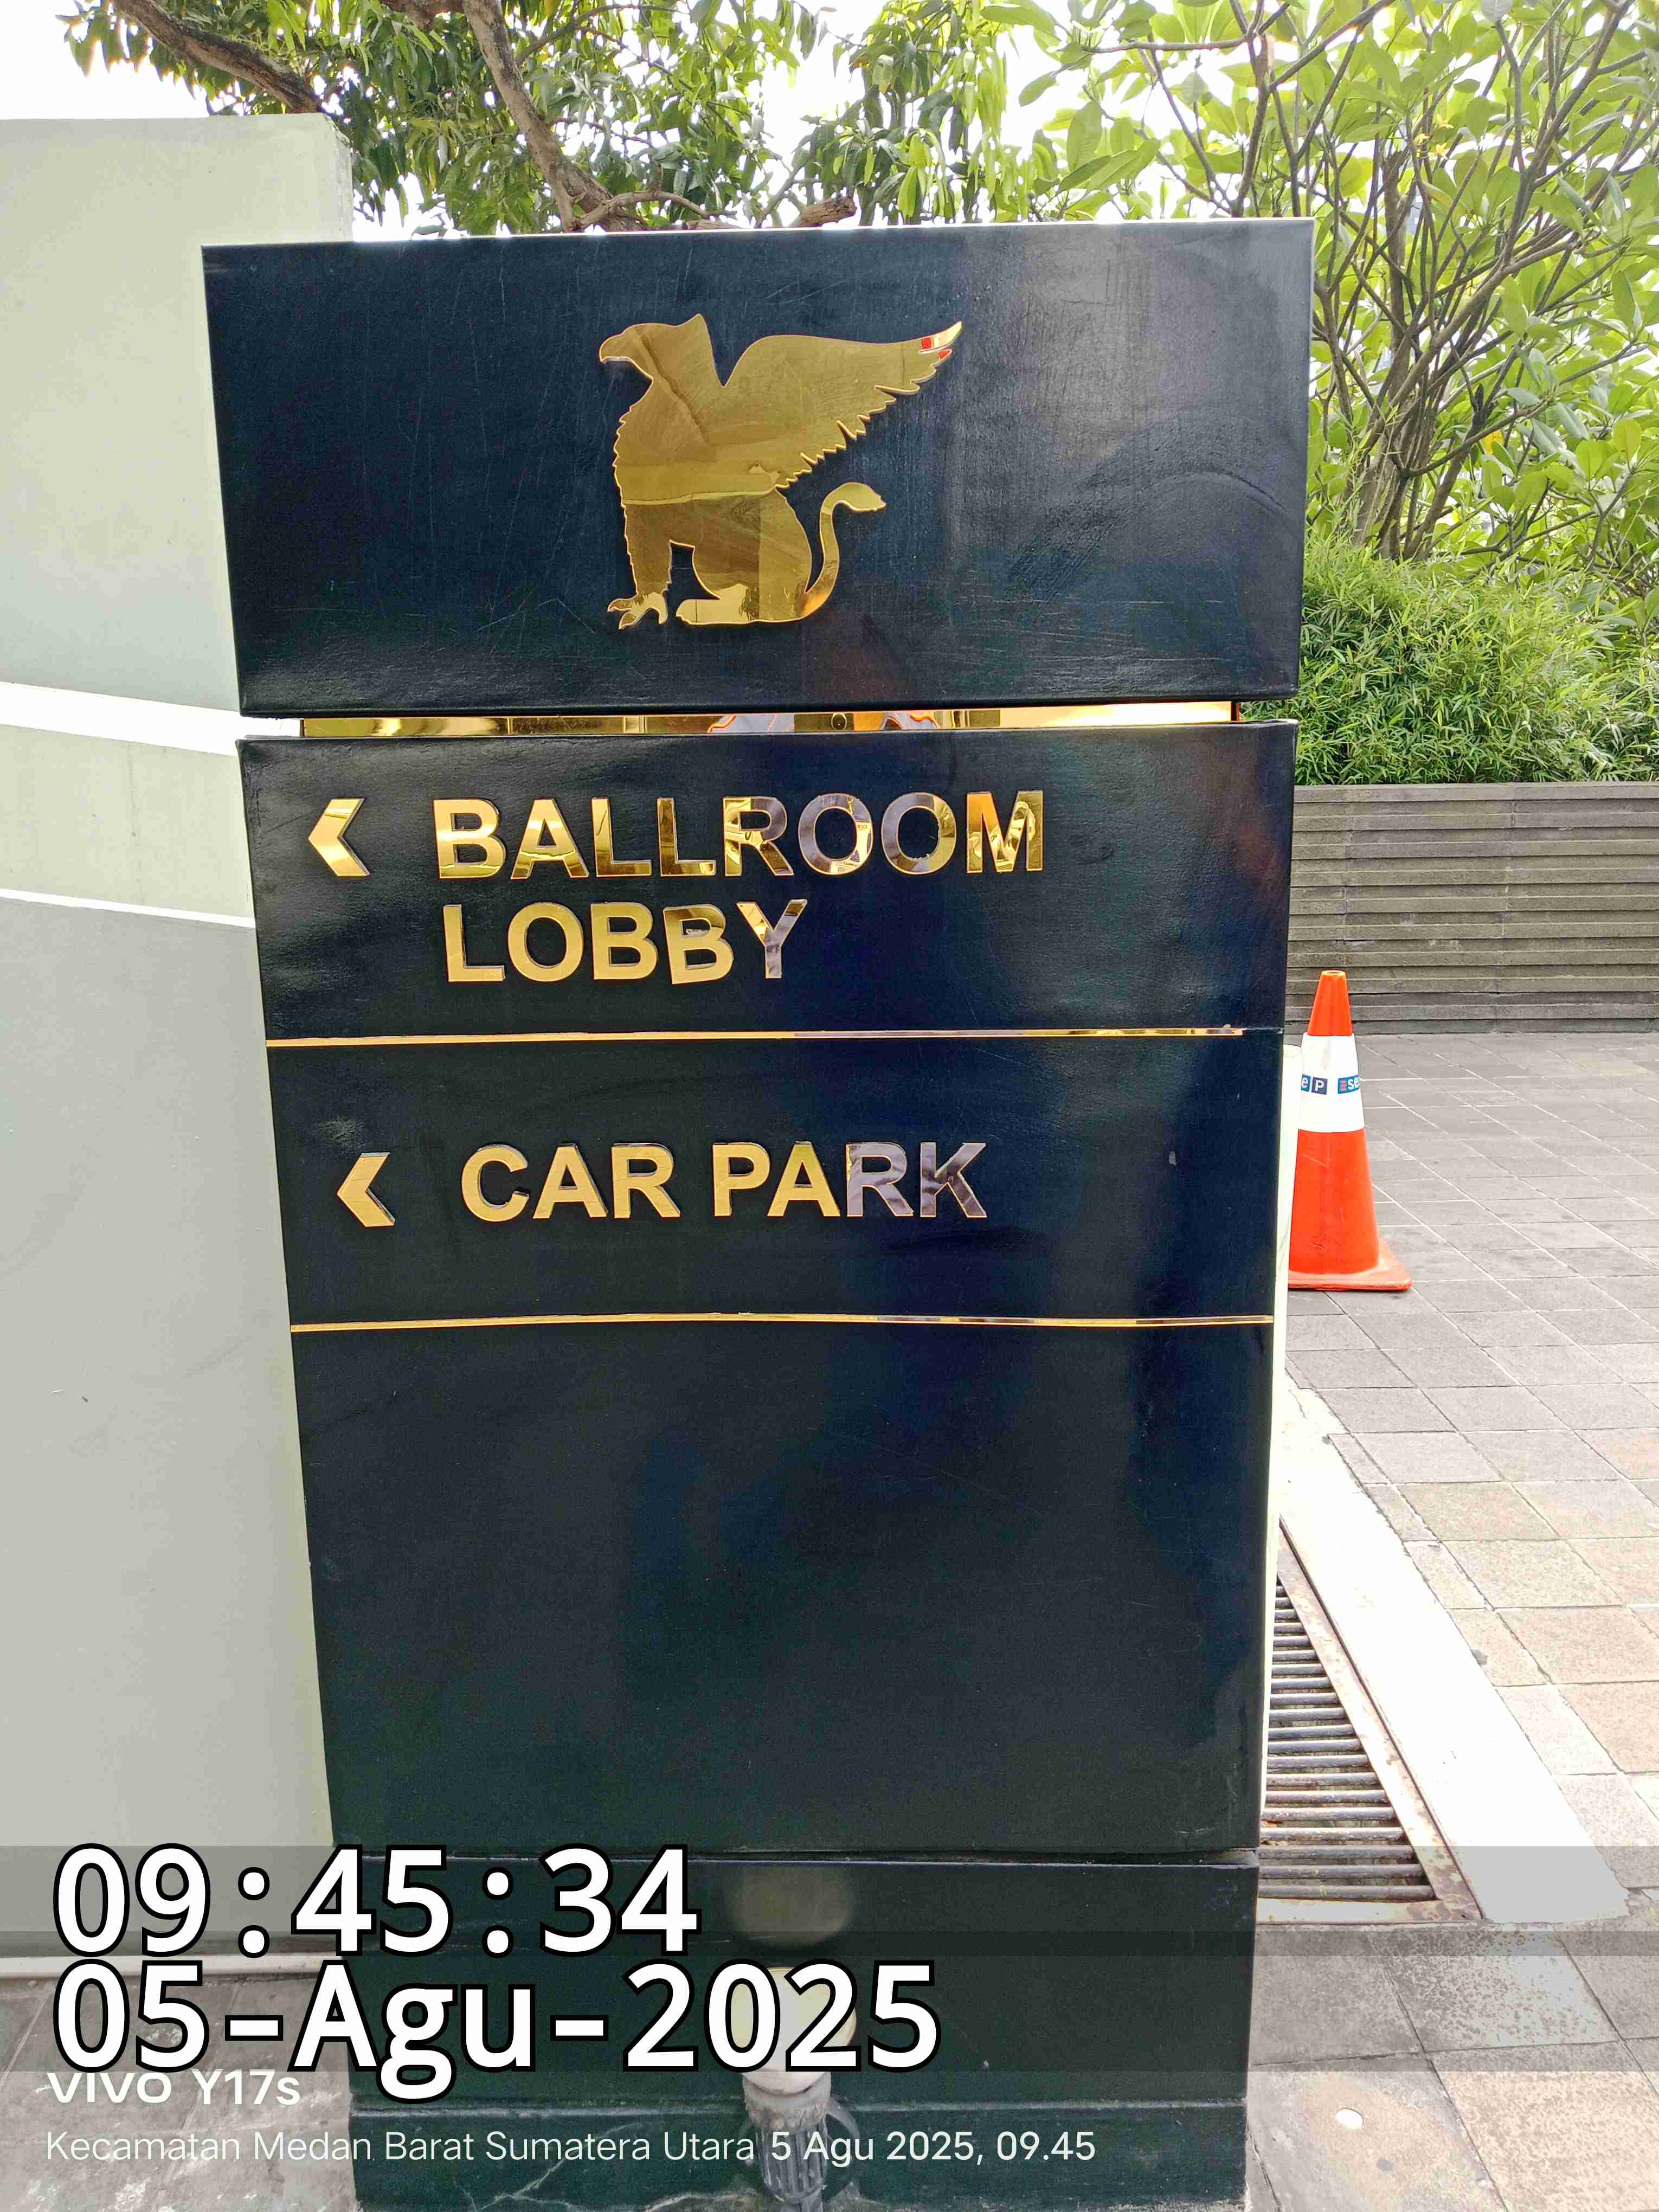 BALLROOM
LOBBY
CAR PARK
09:45:34
05-Agu-2025
vivo Y17s
Kecamatan Medan Barat Sumatera Utara 5 Agu 2025, 09.45